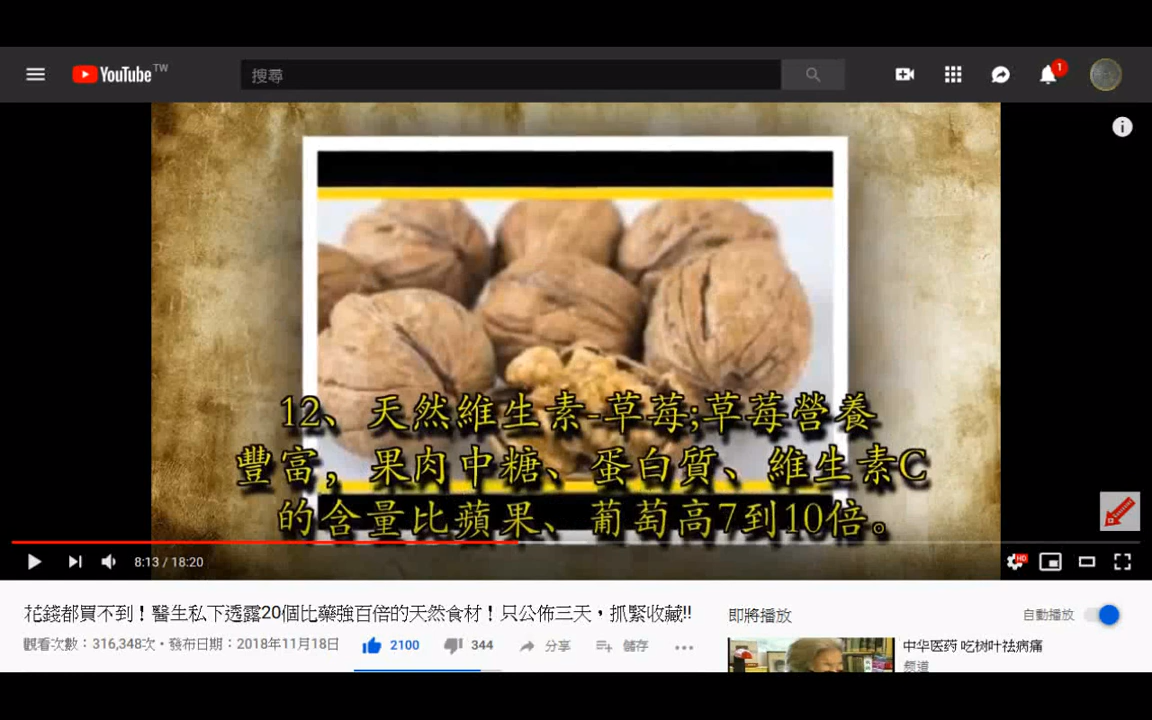 YouTube TW
搜尋
1
12、天然維生素-草莓;草莓營養
豐富，果肉中糖、蛋白質、維生素C
的含量比蘋果、葡萄高7到10倍。
8:13 / 18:20
HD
花錢都買不到！醫生私下透露20個比藥強百倍的天然食材！只公佈三天，抓緊收藏!!
觀看次數：316,348次 • 發布日期：2018年11月18日
2100
344
分享
儲存
即將播放
自動播放
中华医药 吃树叶祛病痛
频道